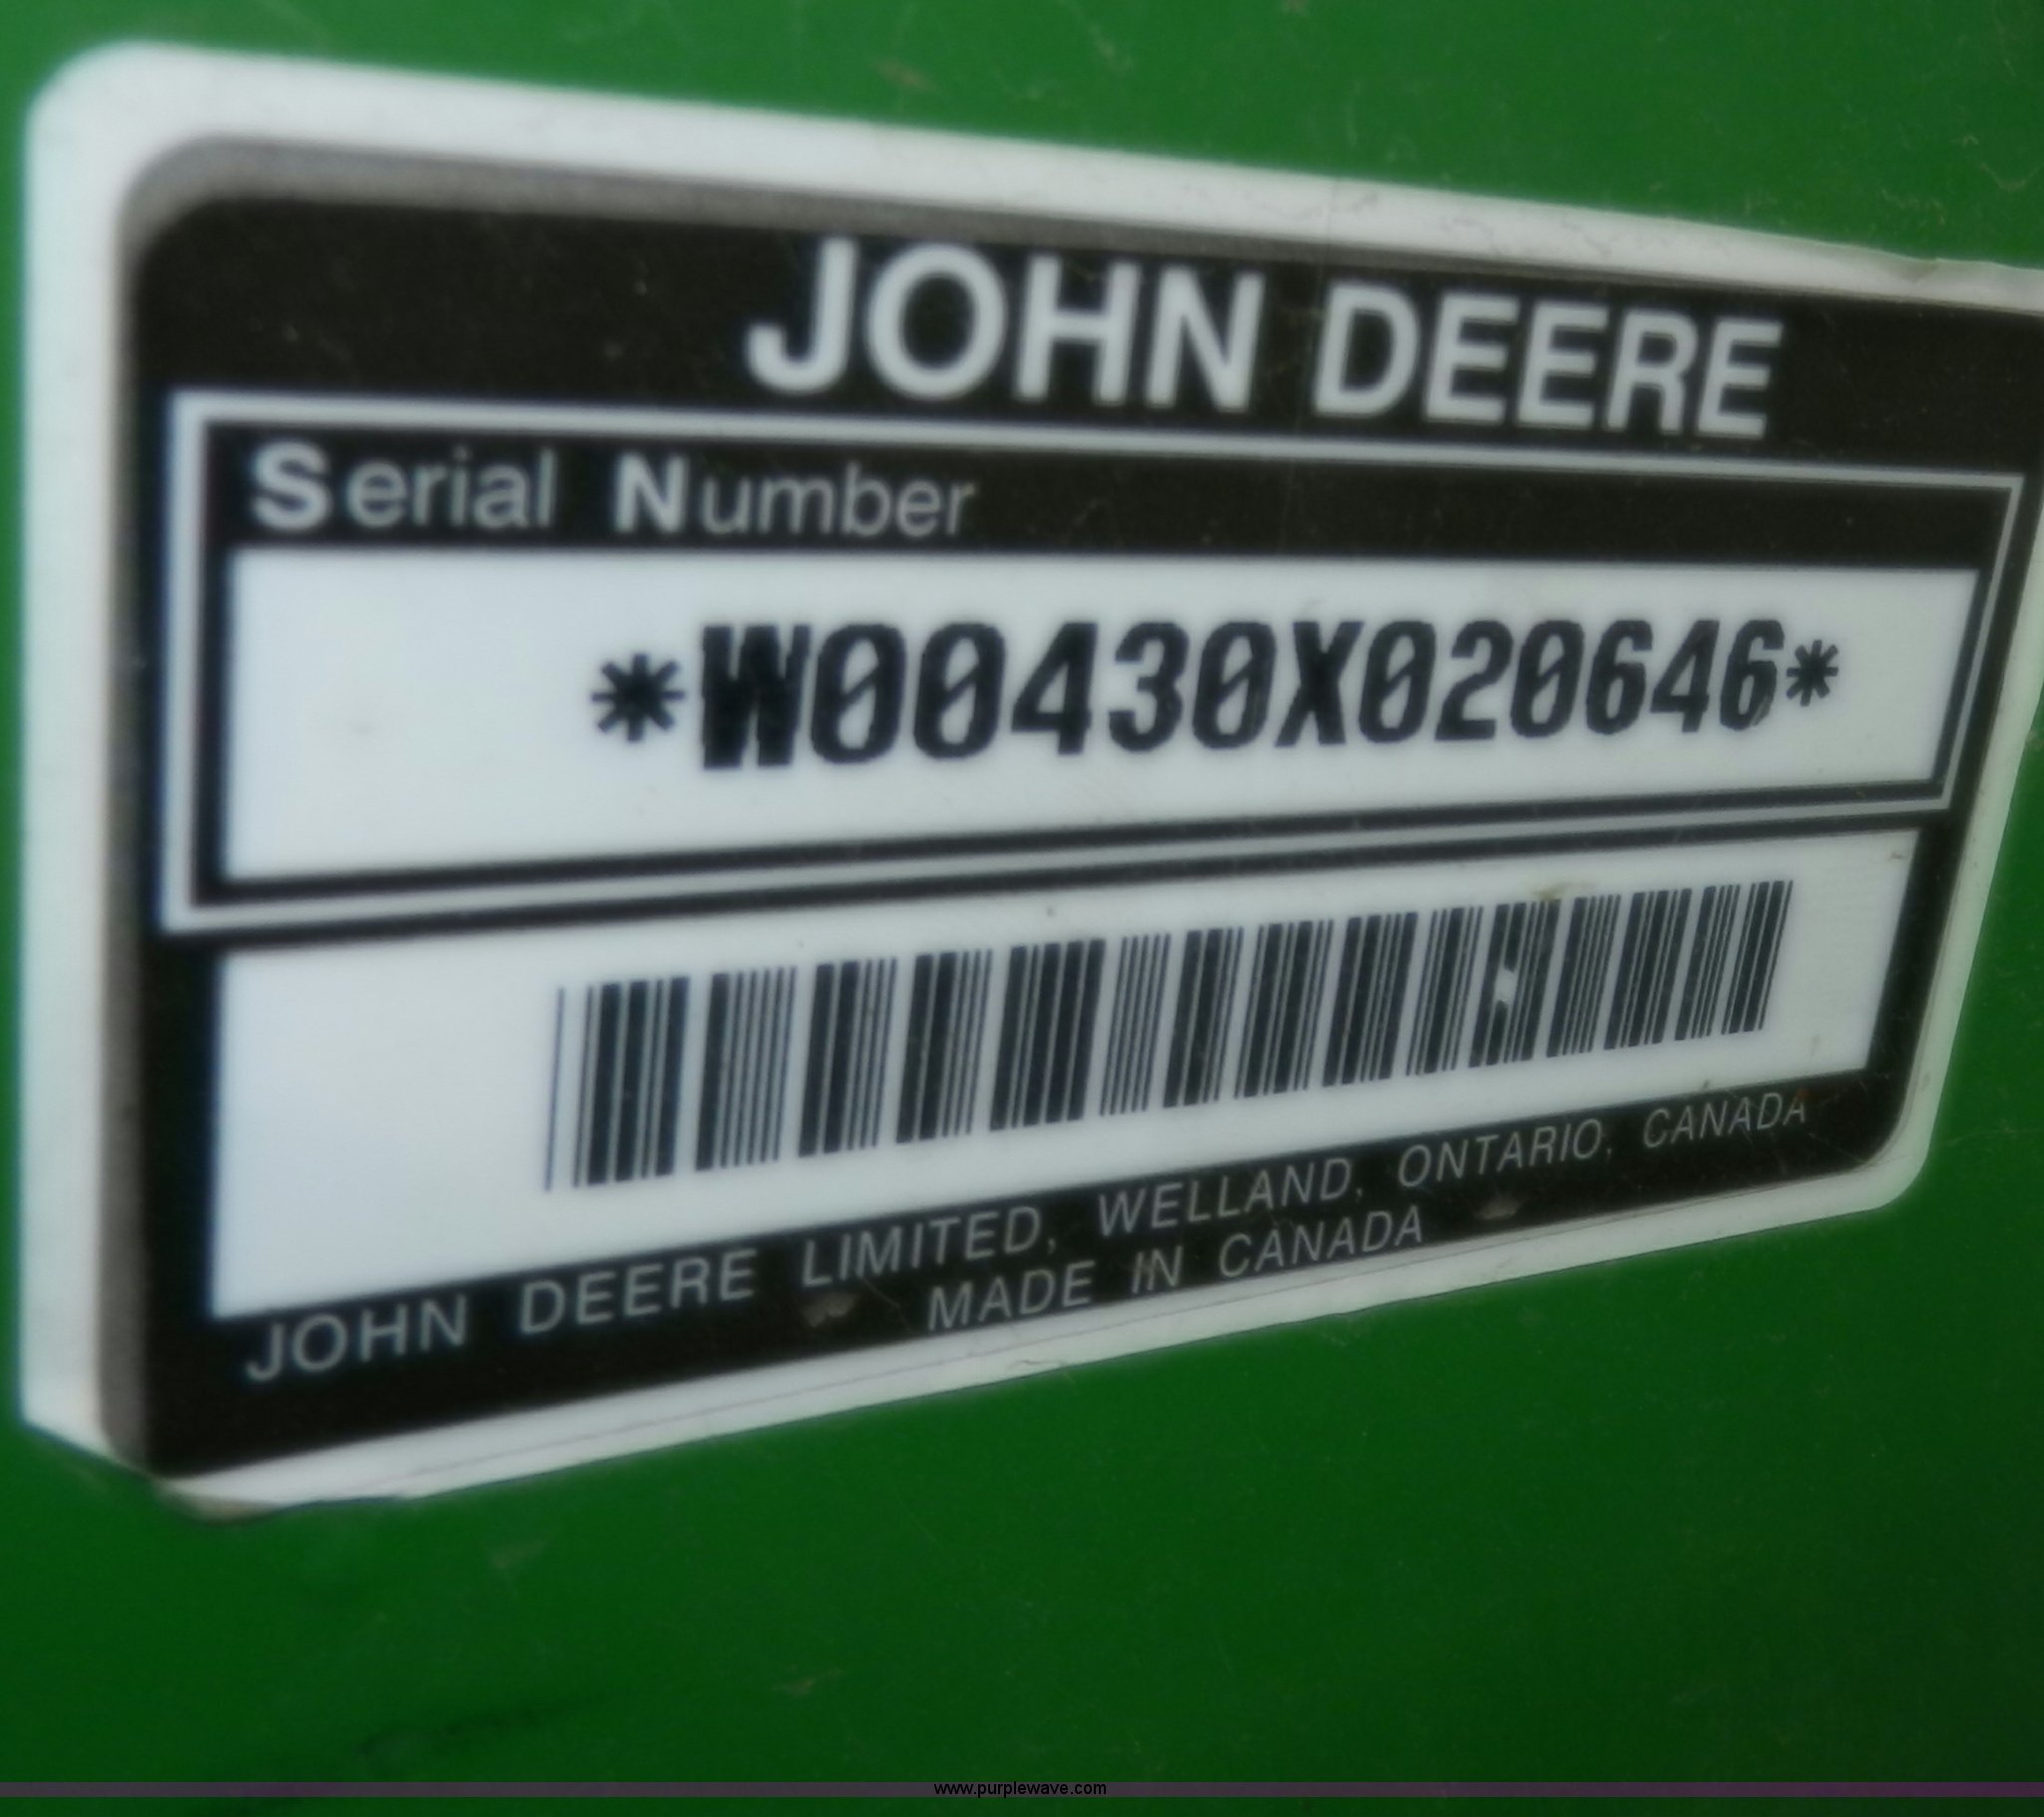 JOHN DEERE
Serial Number
*W00430X020646*
JOHN DEERE LIMITED, WELLAND, ONTARIO, CANADA
MADE IN CANADA
www.purplewave.com